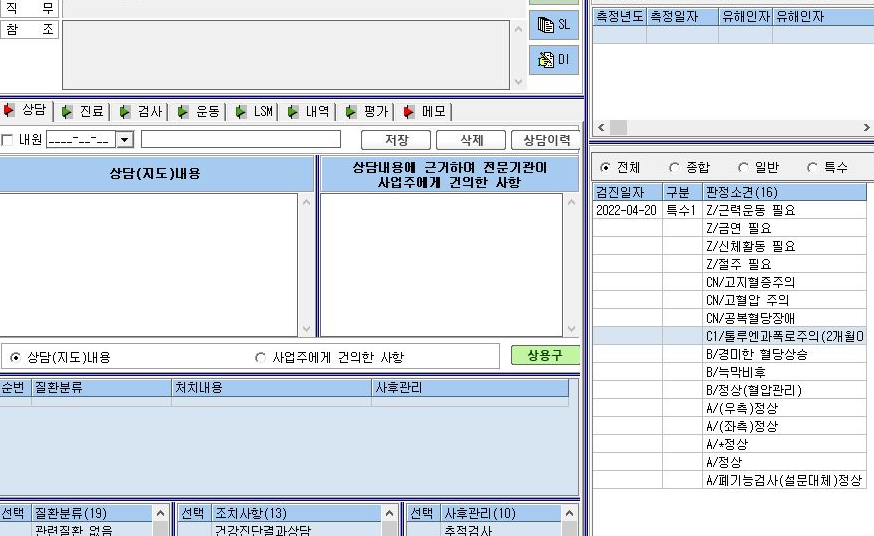 직 무
참 조
SL
DI
상담 진료 검사 운동 LSM 내역 평가 메모
내원 ____-__-__ 저장 삭제 상담이력
상담(지도)내용
상담내용에 근거하여 전문기관이
사업주에게 건의한 사항
상담(지도)내용 사업주에게 건의한 사항 상용구
순번 질환분류 처치내용 사후관리
선택 질환분류(19) 선택 조치사항(13) 선택 사후관리(10)
관련질환 없음 건강진단결과상담 추적검사
측정년도 측정일자 유해인자 유해인자
전체 종합 일반 특수
검진일자 구분 판정소견(16)
2022-04-20 특수1 Z/근력운동 필요
Z/금연 필요
Z/신체활동 필요
Z/절주 필요
CN/고지혈증주의
CN/고혈압 주의
CN/공복혈당장애
C1/톨루엔과폭로주의(2개월0
B/경미한 혈당상승
B/늑막비후
B/정상(혈압관리)
A/(우측)정상
A/(좌측)정상
A/*정상
A/정상
A/폐기능검사(설문대체)정상